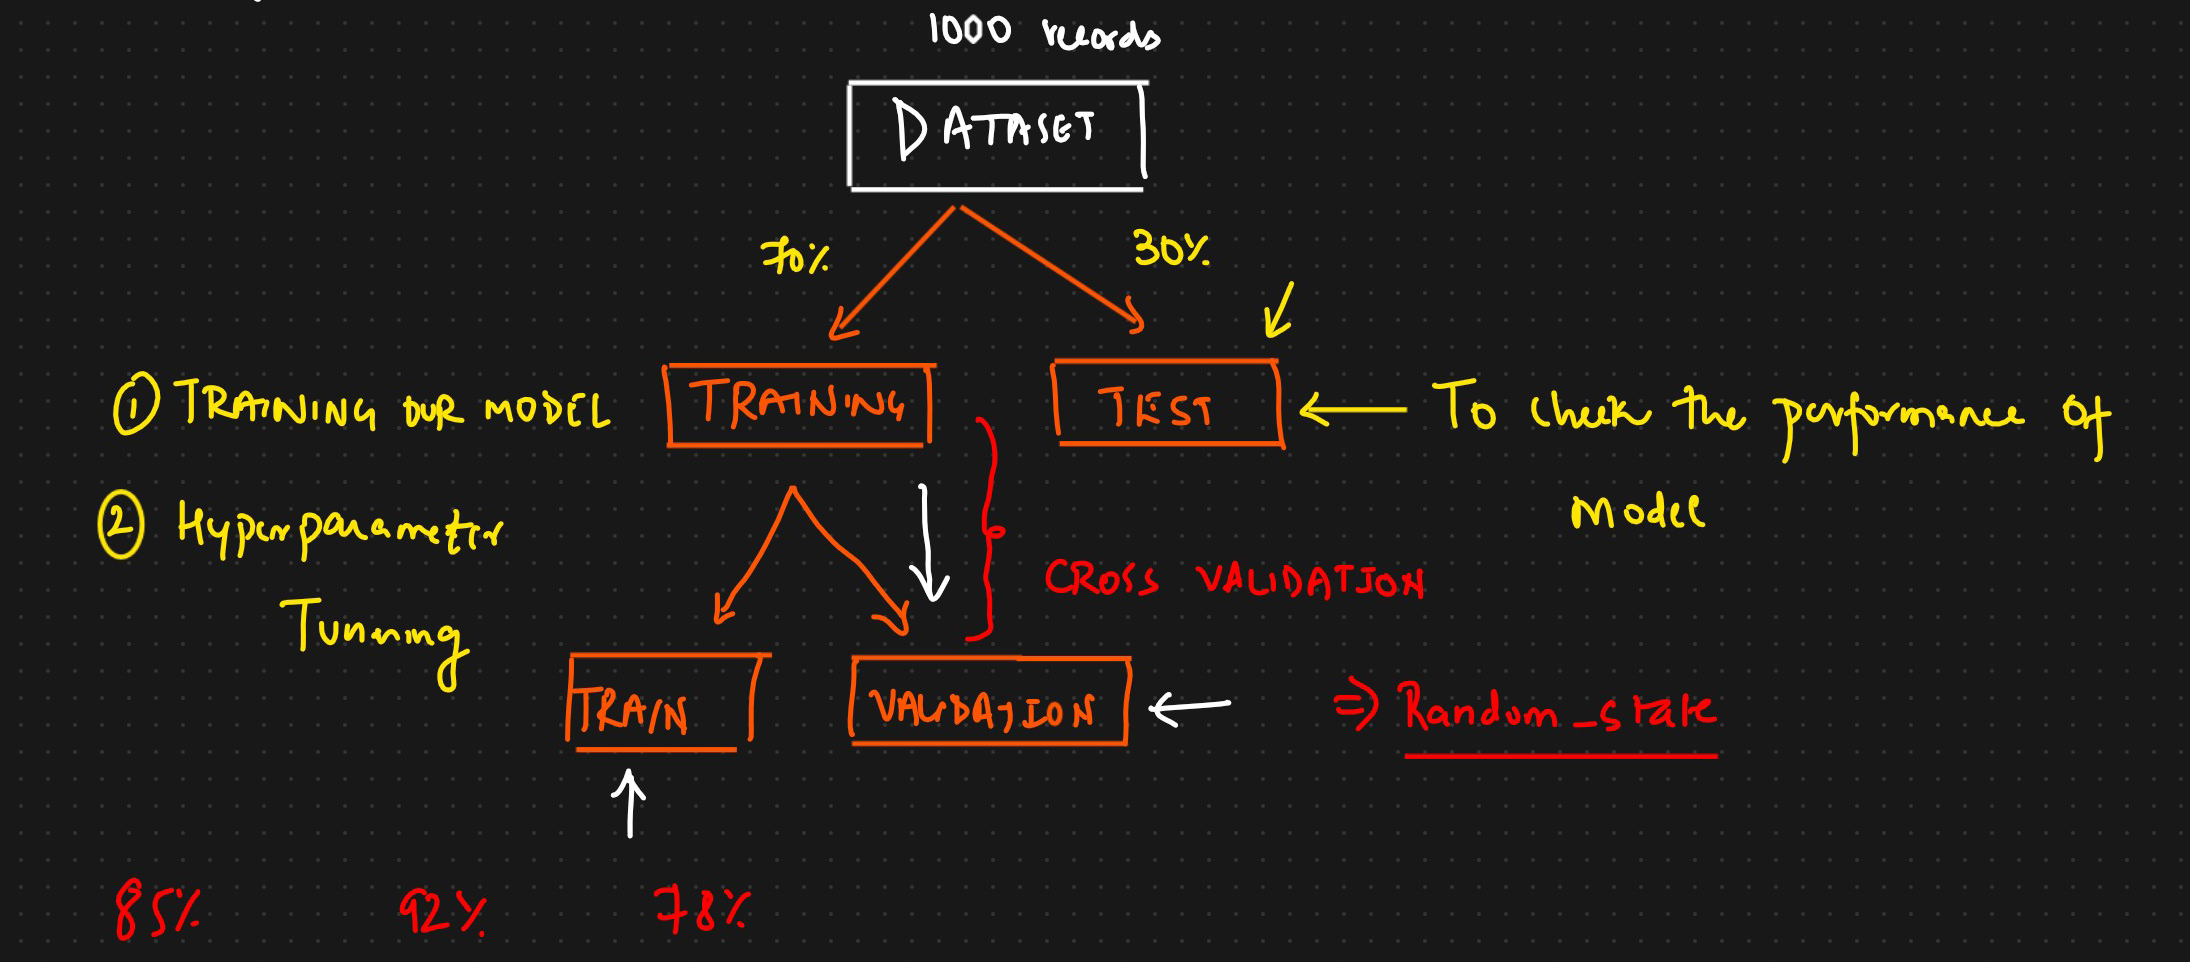 1000 records
DATASET
70% 30%
① TRAINING OUR MODEL
TRAINING
TEST
To check the performance of
Model
② Hyperparameter
Tunning
CROSS VALIDATION
TRAIN
VALIDATION
⇒ Random_state
85% 92% 78%